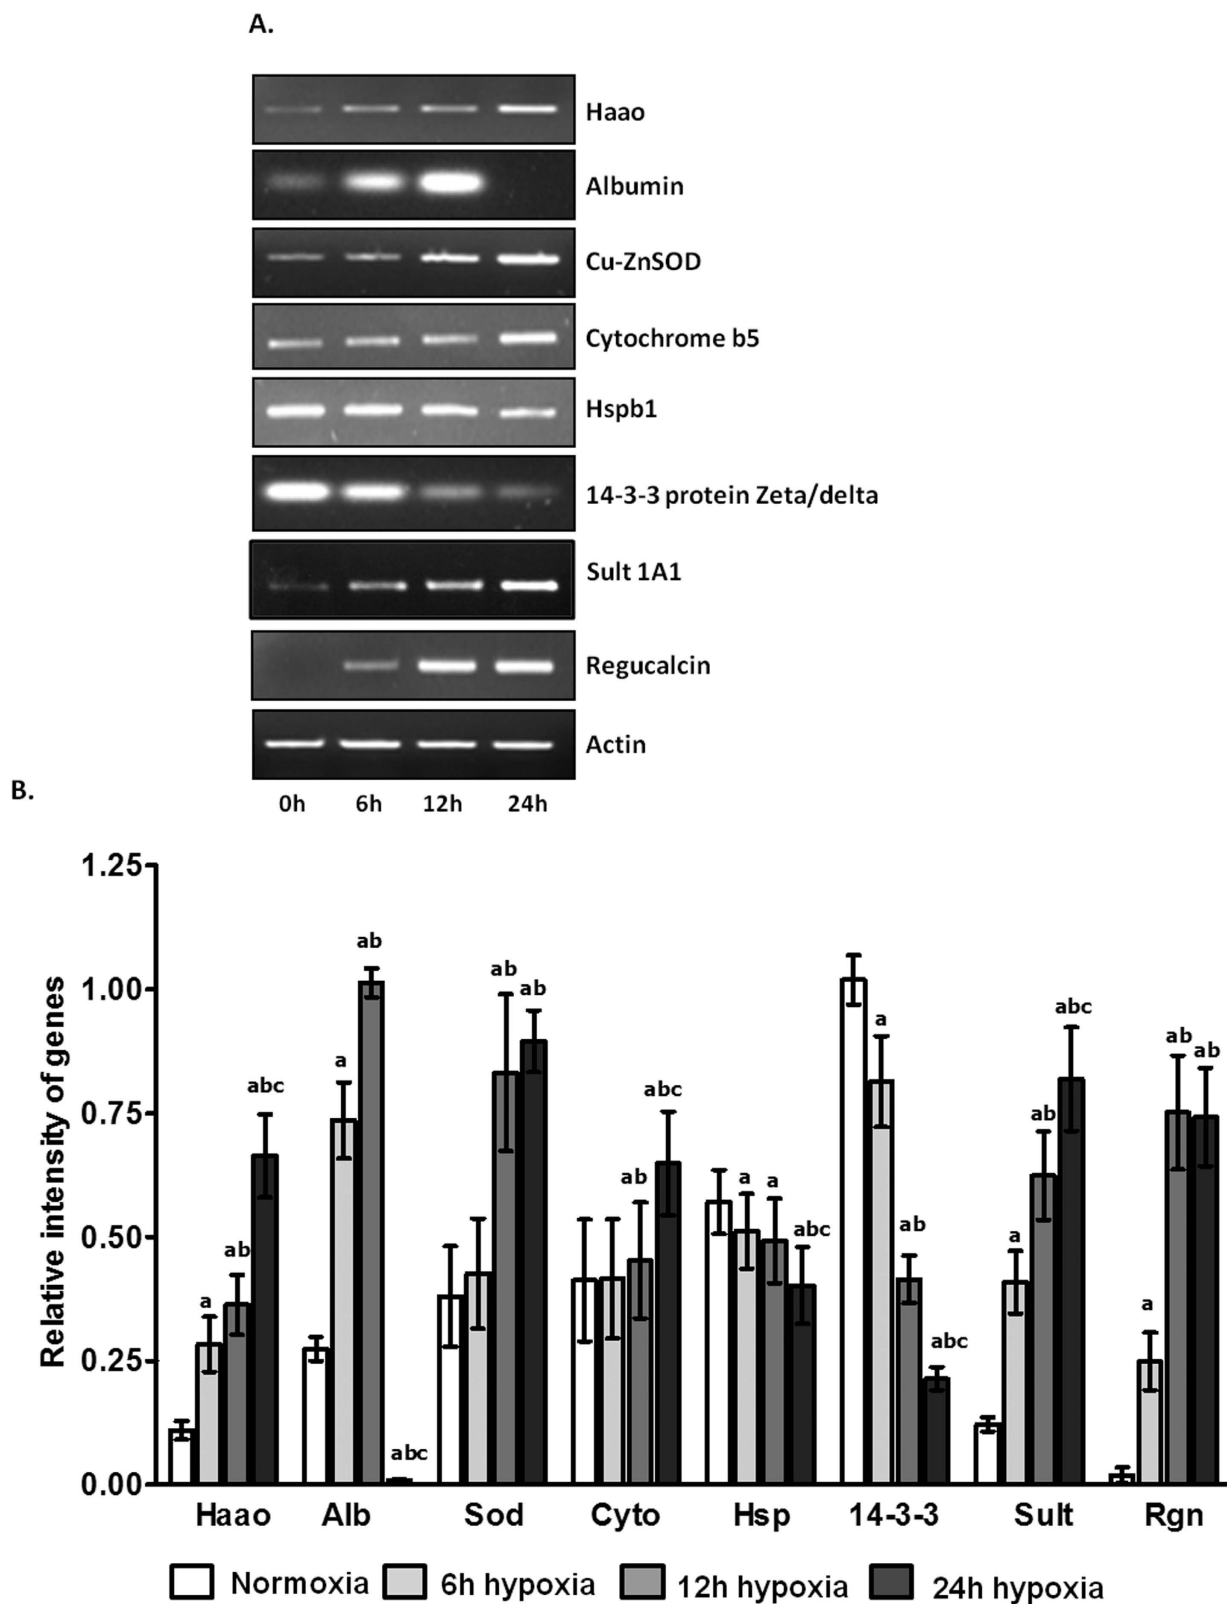 A.
Haao
Albumin
Cu-ZnSOD
Cytochrome b5
Hspb1
14-3-3 protein Zeta/delta
Sult 1A1
Regucalcin
Actin
0h 6h 12h 24h
B.
Relative intensity of genes
1.25
1.00
0.75
0.50
0.25
0.00
a ab abc
a ab abc
ab ab
ab abc
a a abc
a ab abc
a ab abc
a ab ab
Haao Alb Sod Cyto Hsp 14-3-3 Sult Rgn
Normoxia 6h hypoxia 12h hypoxia 24h hypoxia